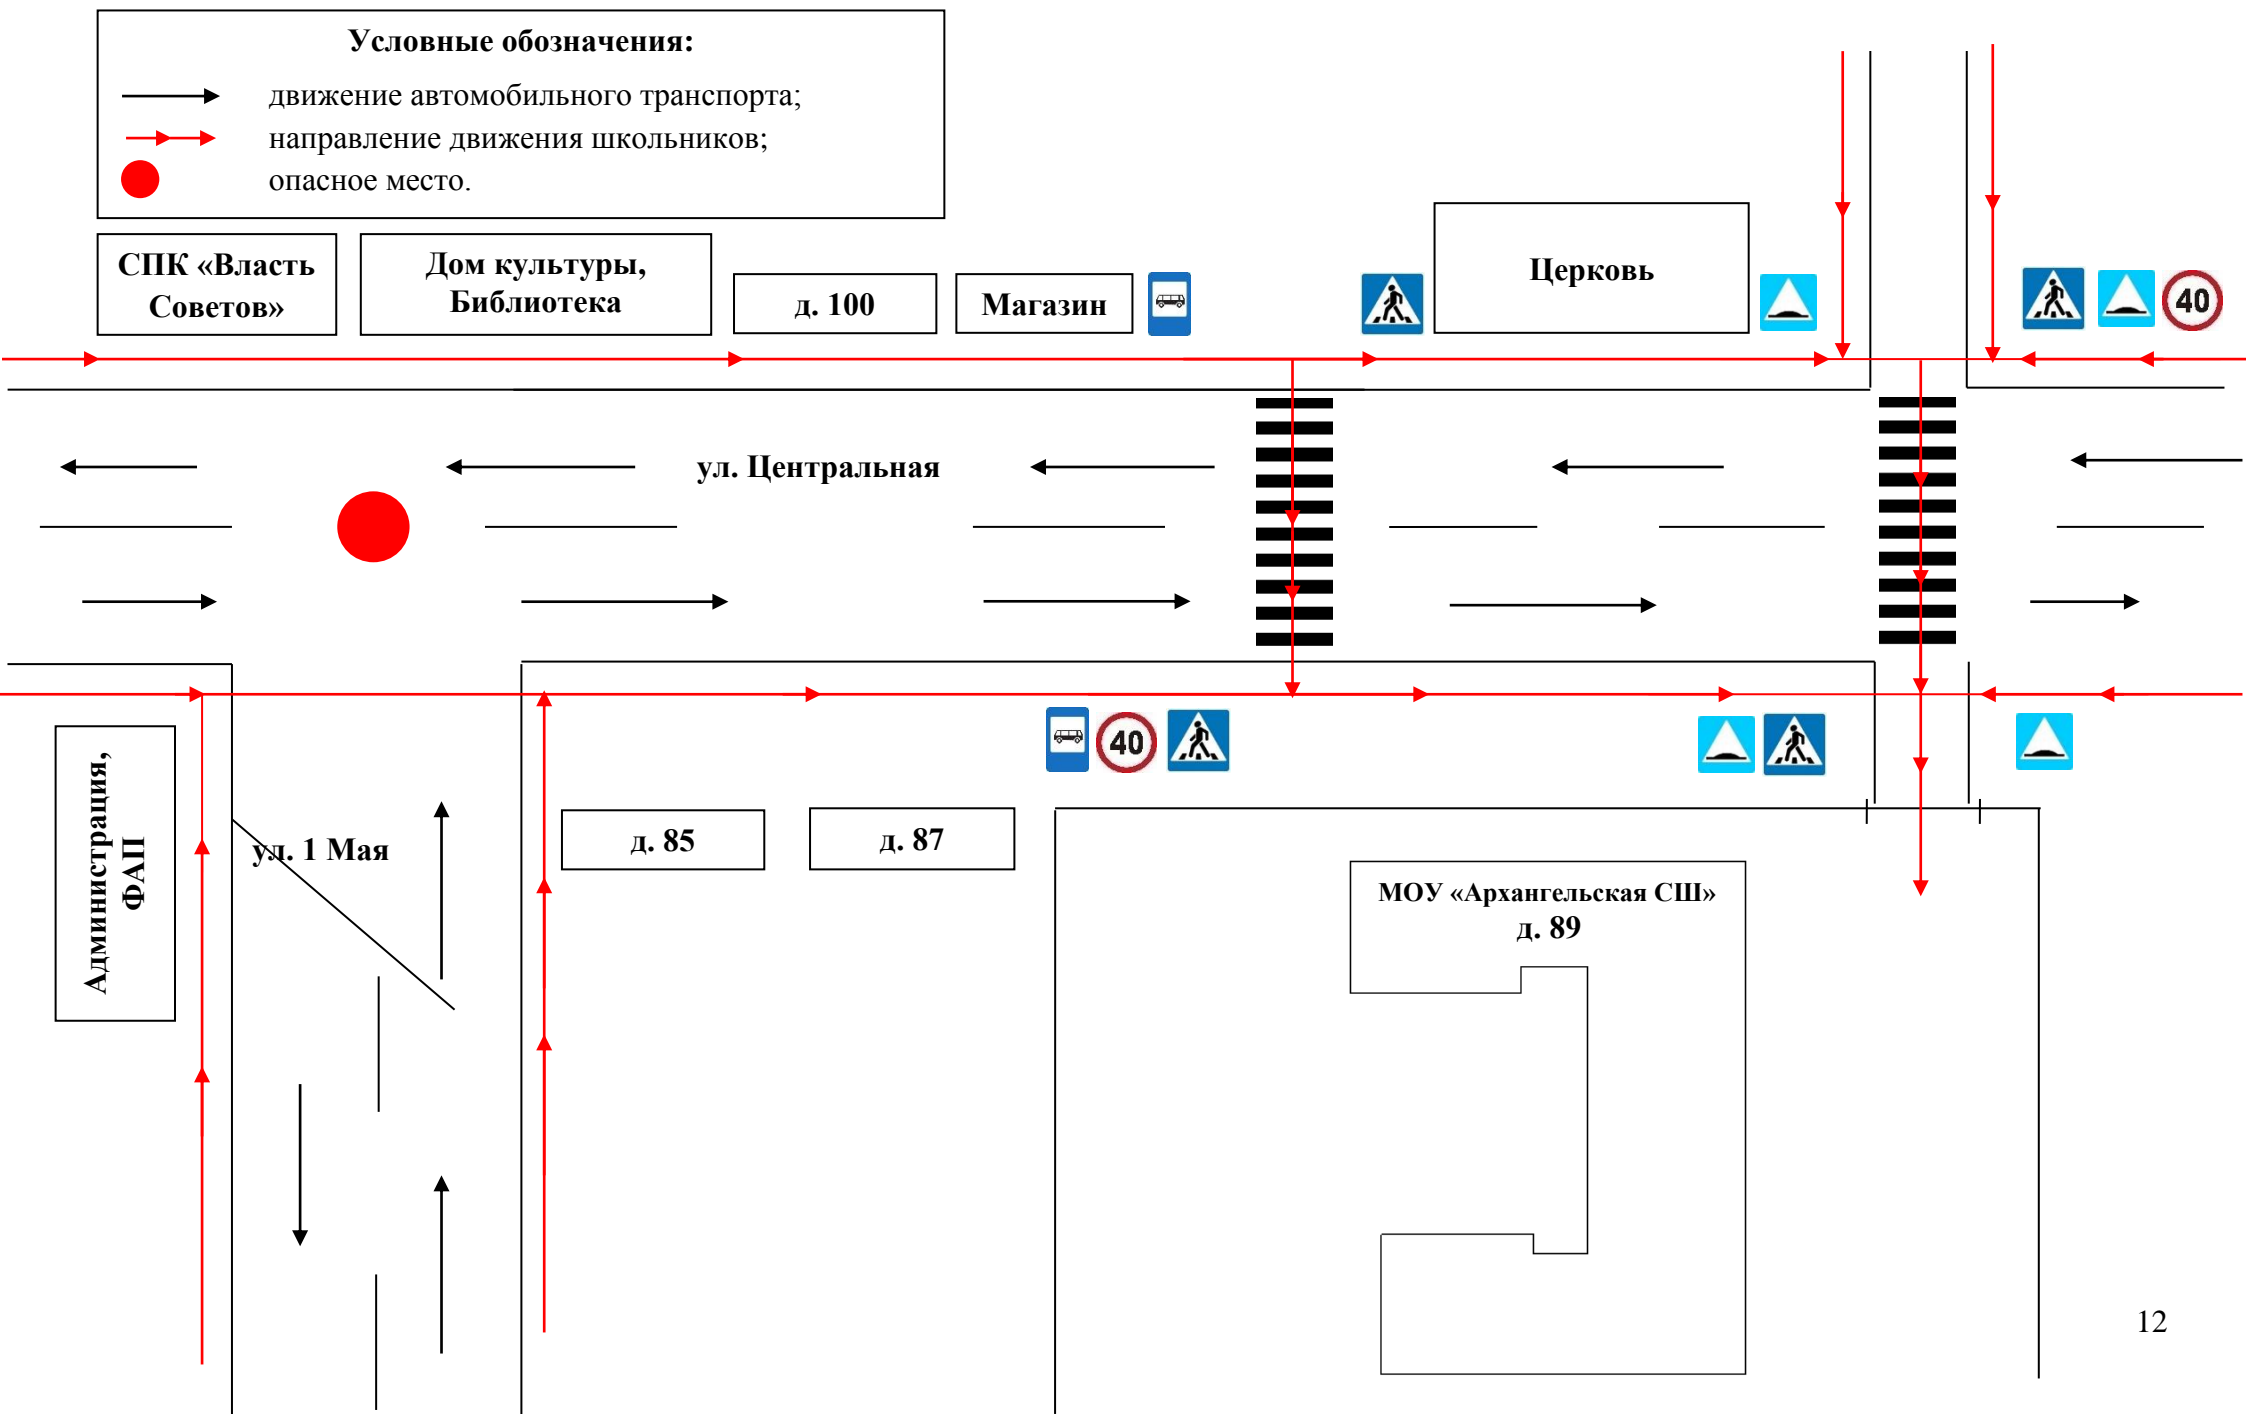 Условные обозначения:
движение автомобильного транспорта;
направление движения школьников;
опасное место.
СПК «Власть
Советов»
Дом культуры,
Библиотека
д. 100
Магазин
Церковь
40
ул. Центральная
40
Администрация,
ФАП
ул. 1 Мая
д. 85
д. 87
МОУ «Архангельская СШ»
д. 89
12